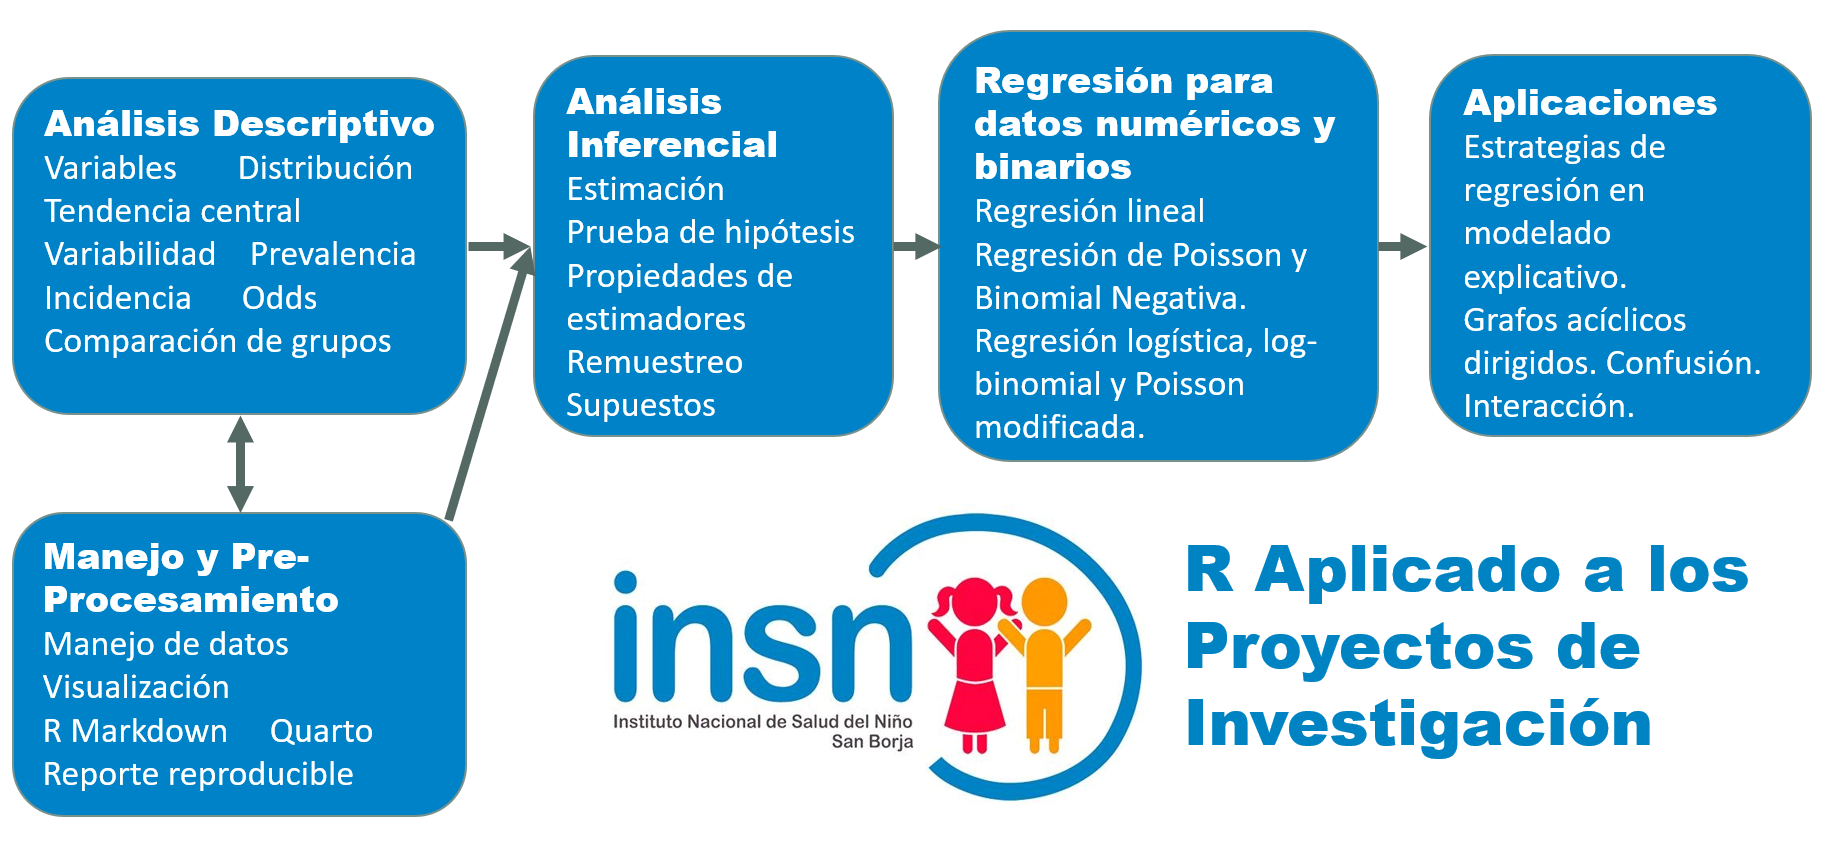 Análisis Descriptivo
Variables Distribución
Tendencia central
Variabilidad Prevalencia
Incidencia Odds
Comparación de grupos
Manejo y Pre-
Procesamiento
Manejo de datos
Visualización
R Markdown Quarto
Reporte reproducible
Análisis
Inferencial
Estimación
Prueba de hipótesis
Propiedades de
estimadores
Remuestreo
Supuestos
Regresión para
datos numéricos y
binarios
Regresión lineal
Regresión de Poisson y
Binomial Negativa.
Regresión logística, log-
binomial y Poisson
modificada.
Aplicaciones
Estrategias de
regresión en
modelado
explicativo.
Grafos acíclicos
dirigidos. Confusión.
Interacción.
insn
Instituto Nacional de Salud del Niño
San Borja
R Aplicado a los
Proyectos de
Investigación